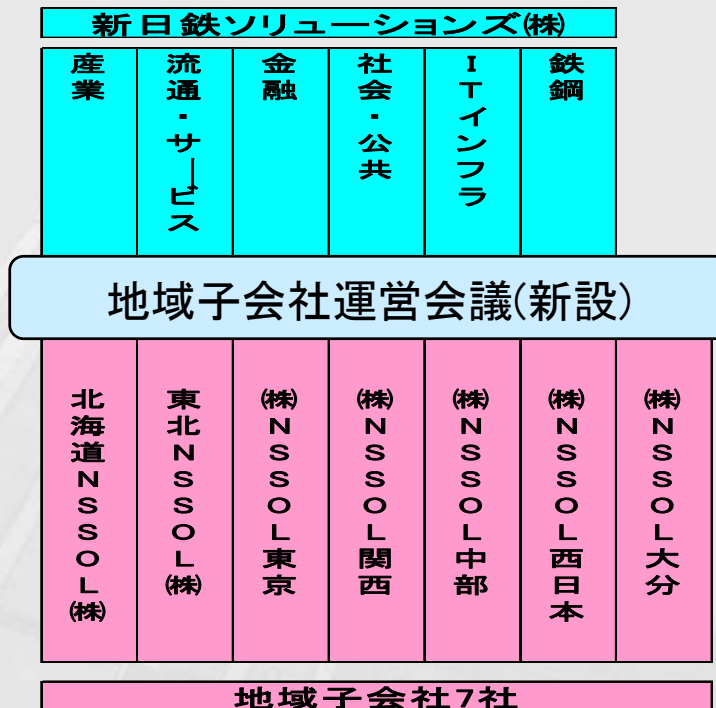 新日鉄ソリューションズ㈱
産業
流通・サービス
金融
社会・公共
ITインフラ
鉄鋼
地域子会社運営会議(新設)
北海道NSSOL㈱
東北NSSOL㈱
㈱NSSOL東京
㈱NSSOL関西
㈱NSSOL中部
㈱NSSOL西日本
㈱NSSOL大分
地域子会社7社